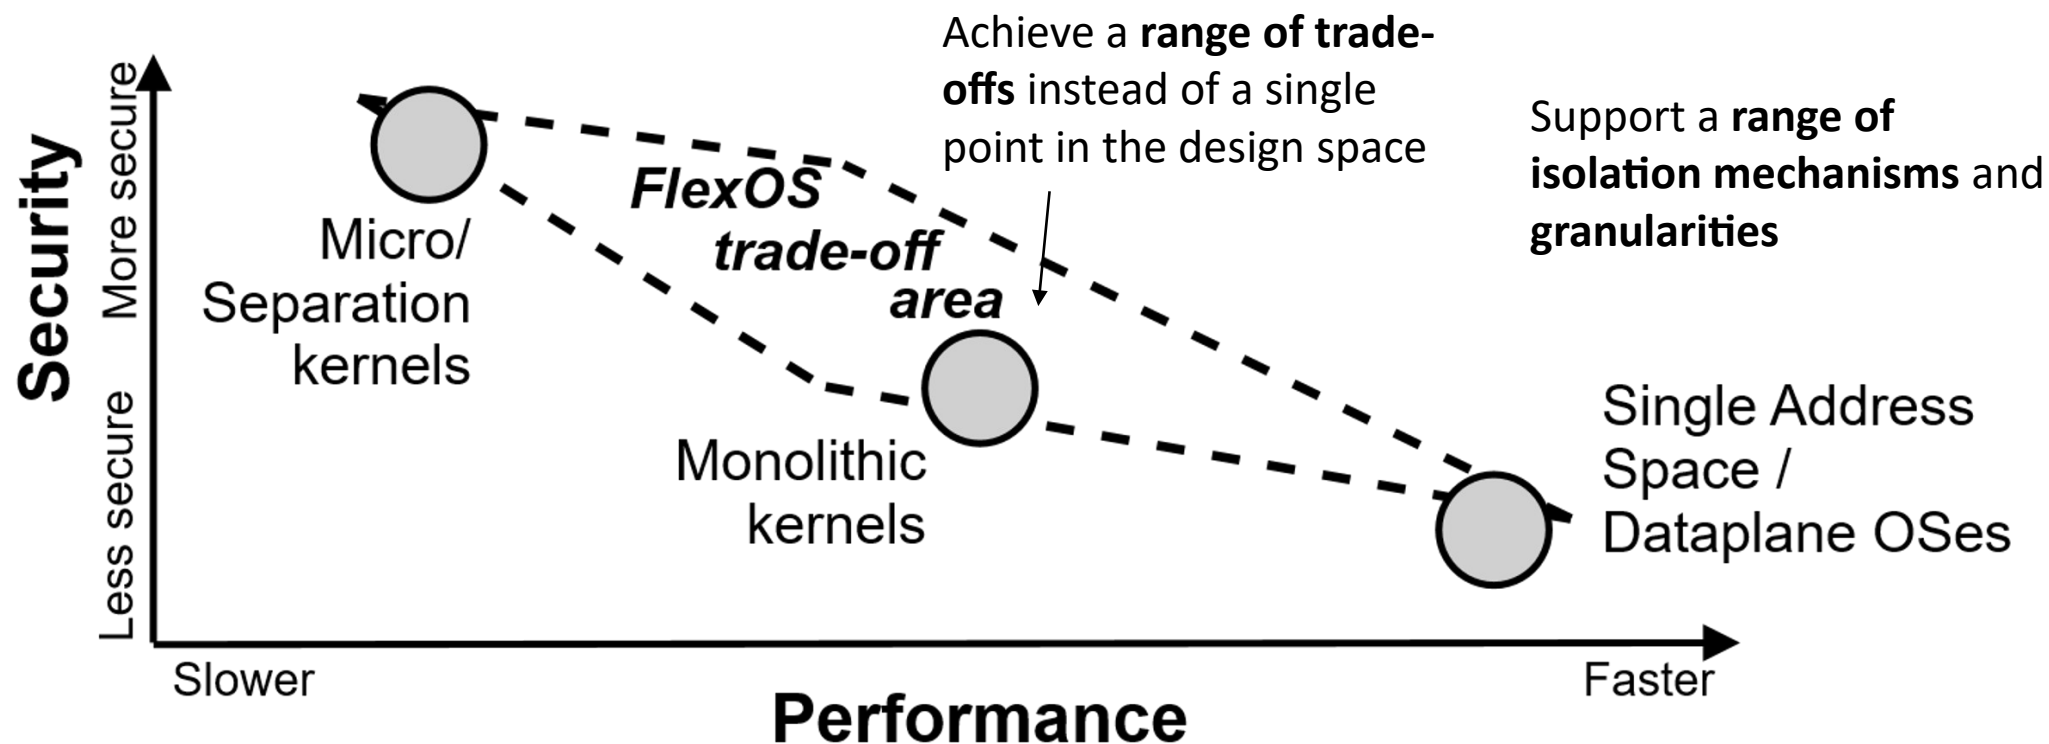 Achieve a range of trade-
offs instead of a single
point in the design space
Support a range of
isolation mechanisms and
granularities
Security
More secure
Less secure
FlexOS
trade-off
area
Micro/
Separation
kernels
Monolithic
kernels
Single Address
Space /
Dataplane OSes
Slower
Faster
Performance